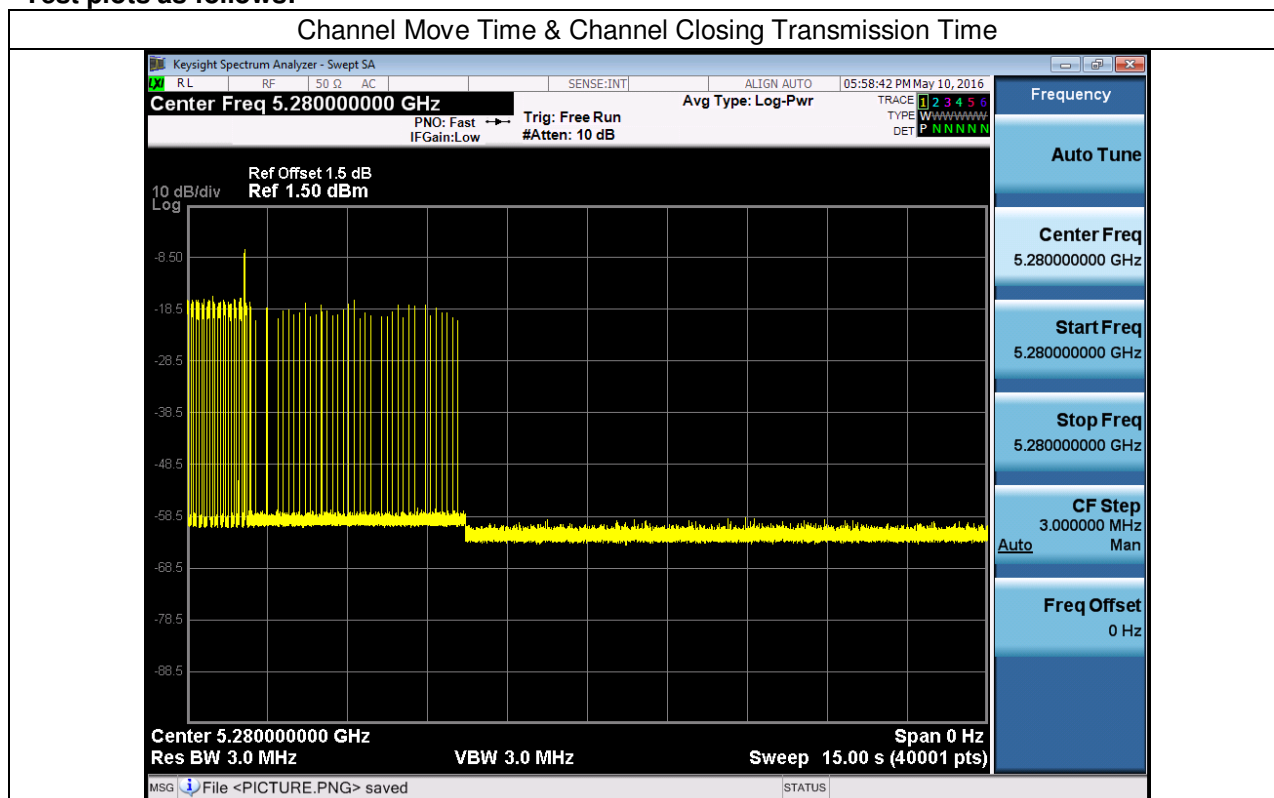 Test plots as follows:
Channel Move Time & Channel Closing Transmission Time
Keysight Spectrum Analyzer - Swept SA
LXI RL RF 50 Ω AC SENSE:INT ALIGN AUTO 05:58:42 PM May 10, 2016
Center Freq 5.280000000 GHz
Avg Type: Log-Pwr
TRACE 1 2 3 4 5 6
PNO: Fast Trig: Free Run
TYPE WWWWWW
IFGain:Low #Atten: 10 dB
DET P N N N N N
Frequency
Ref Offset 1.5 dB
10 dB/div Ref 1.50 dBm
Log
-8.50
-18.5
-28.5
-38.5
-48.5
-58.5
-68.5
-78.5
-88.5
Center 5.280000000 GHz Span 0 Hz
Res BW 3.0 MHz VBW 3.0 MHz Sweep 15.00 s (40001 pts)
Auto Tune
Center Freq
5.280000000 GHz
Start Freq
5.280000000 GHz
Stop Freq
5.280000000 GHz
CF Step
3.000000 MHz
Auto Man
Freq Offset
0 Hz
MSG File <PICTURE.PNG> saved STATUS